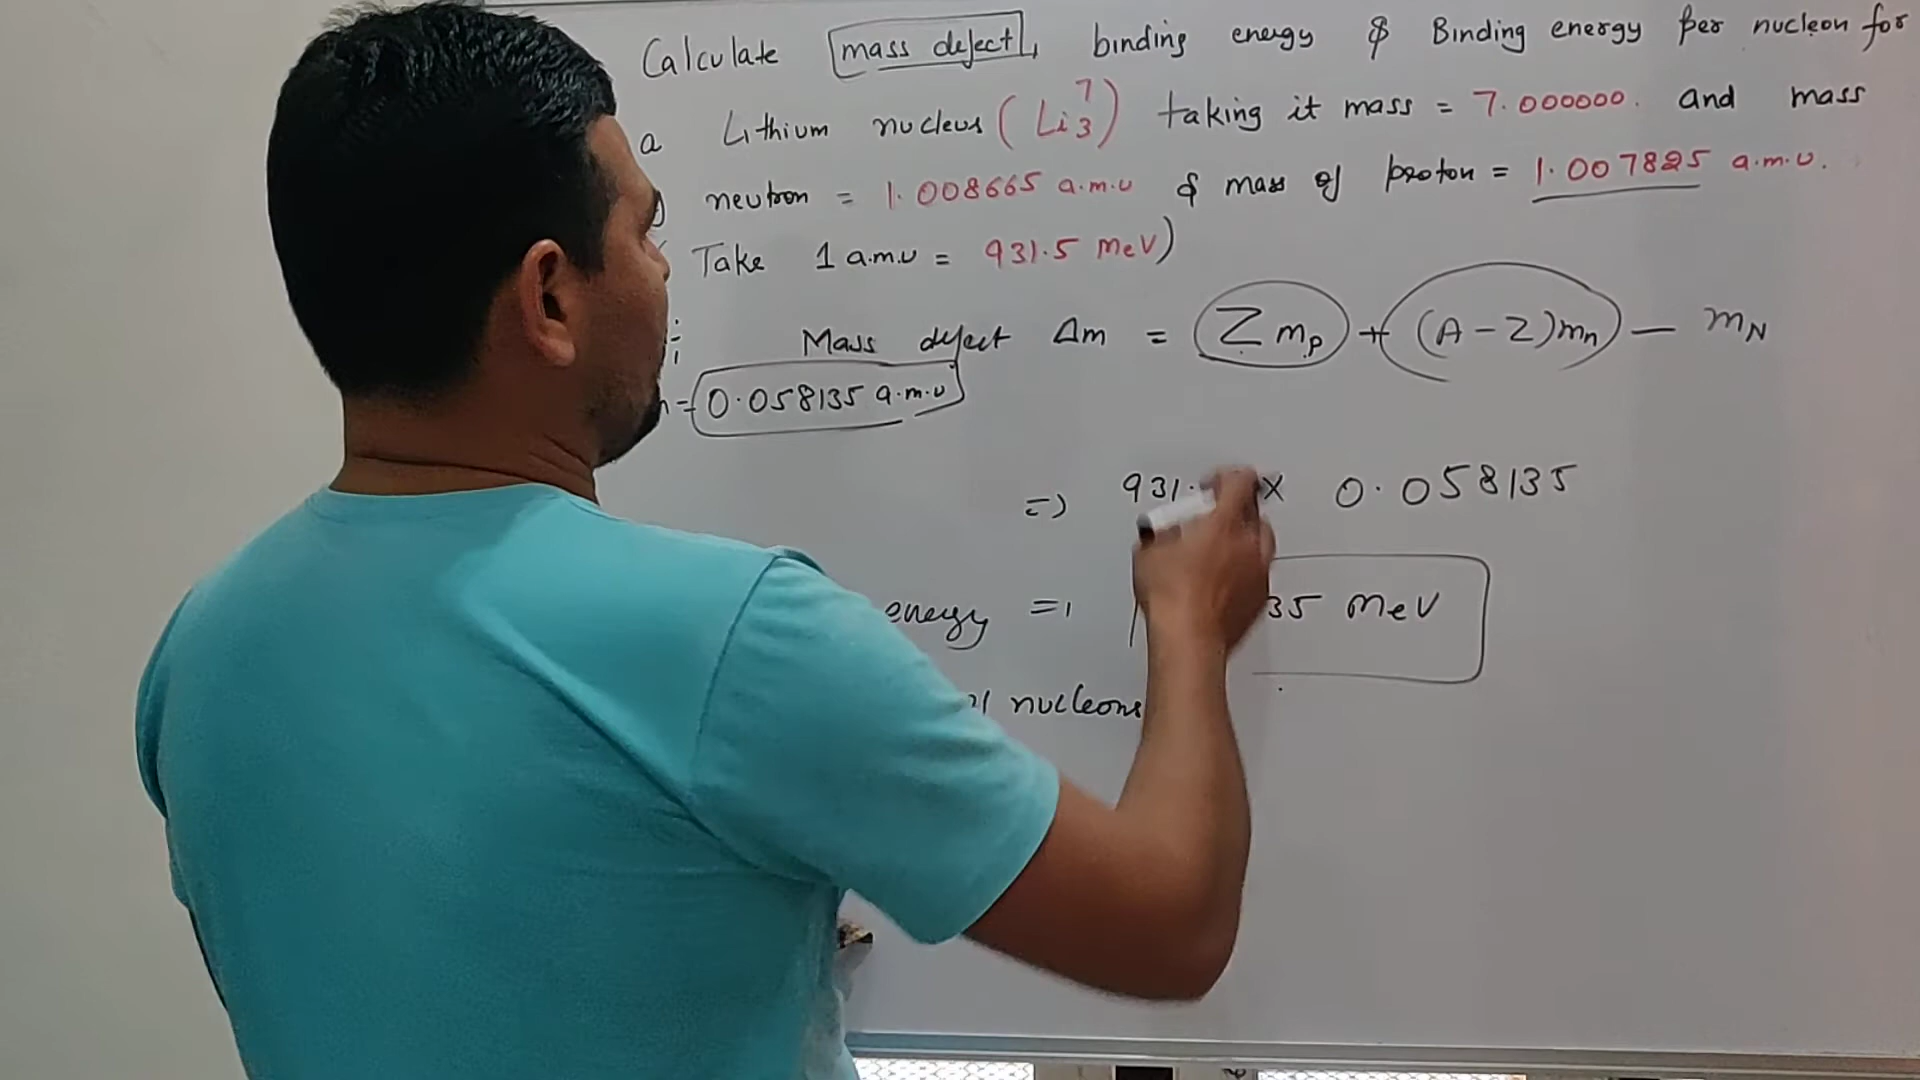 Calculate mass defect, binding energy & Binding energy per nucleon for
a Lithium nucleus (Li 7 3) taking it mass = 7.000000. and mass
neutron = 1.008665 a.m.u & mass of proton = 1.007825 a.m.u.
Take 1 a.m.u = 931.5 MeV)
Mass defect Δm = Z mp + (A-Z)mn - mN
= 0.058135 a.m.u
=) 931. x 0.058135
energy = 35 MeV
nucleons